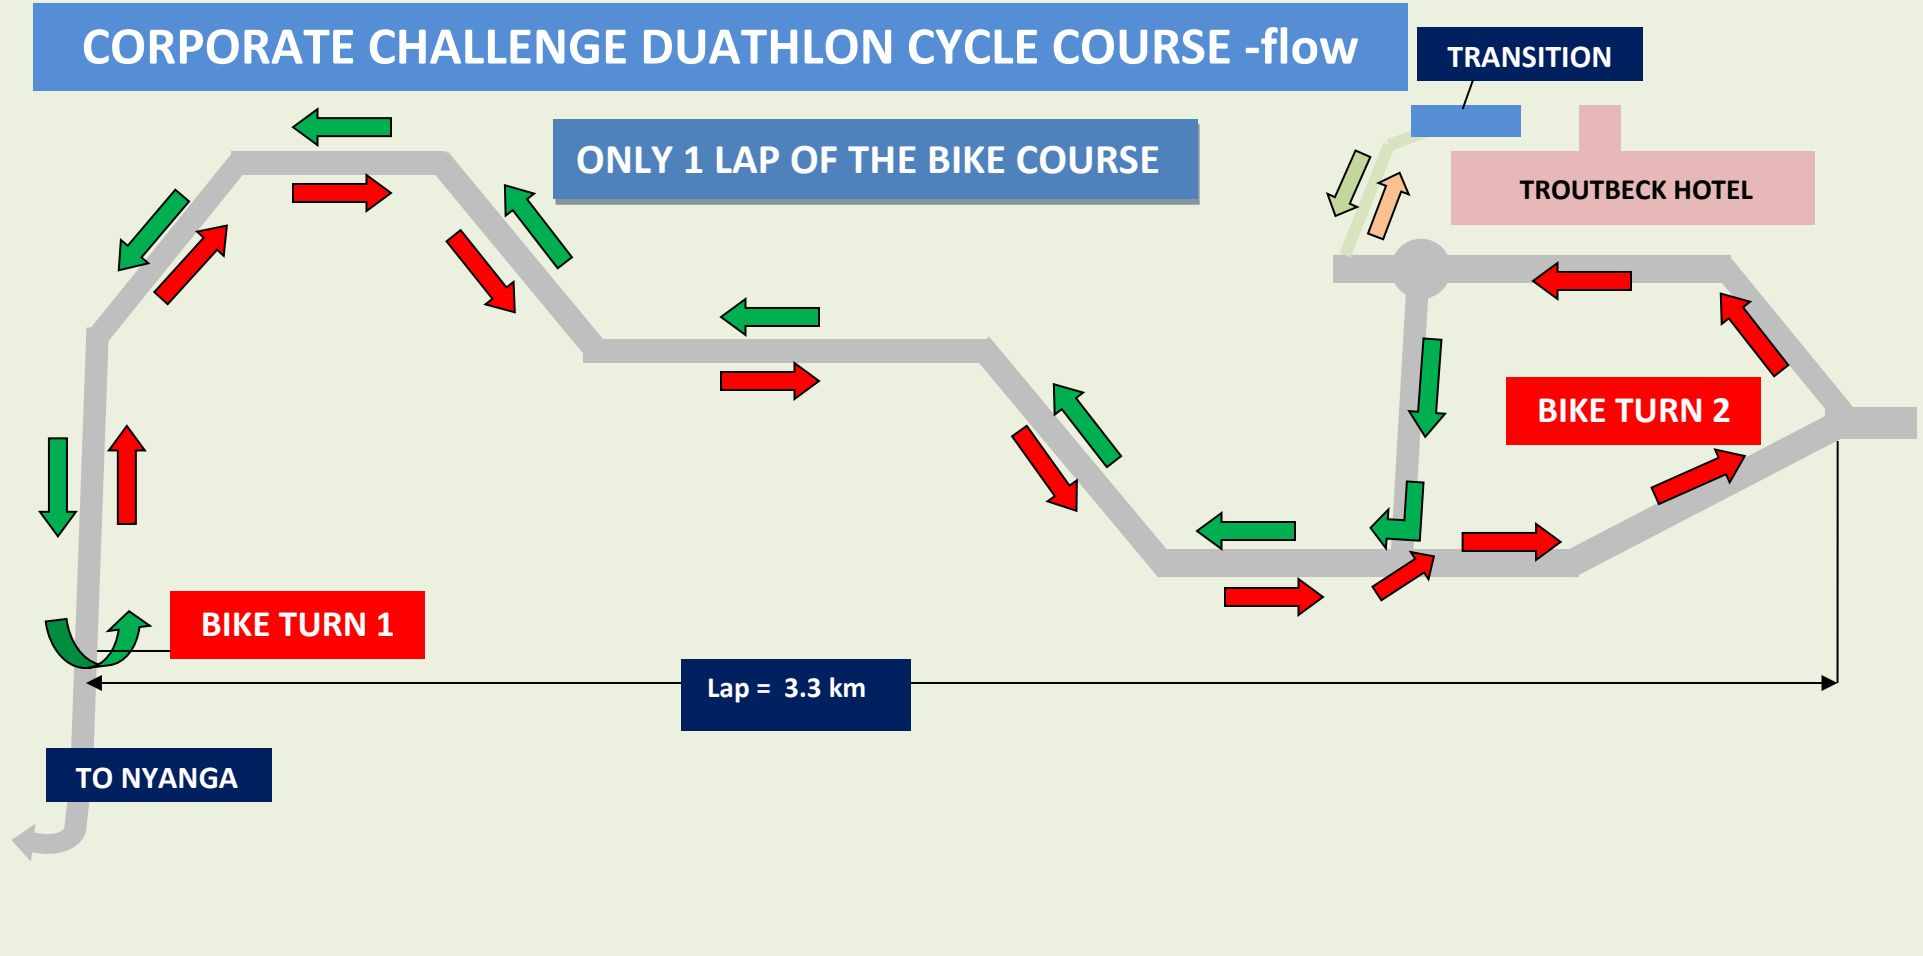 CORPORATE CHALLENGE DUATHLON CYCLE COURSE -flow
TRANSITION
ONLY 1 LAP OF THE BIKE COURSE
TROUTBECK HOTEL
BIKE TURN 2
BIKE TURN 1
Lap =  3.3 km
TO NYANGA